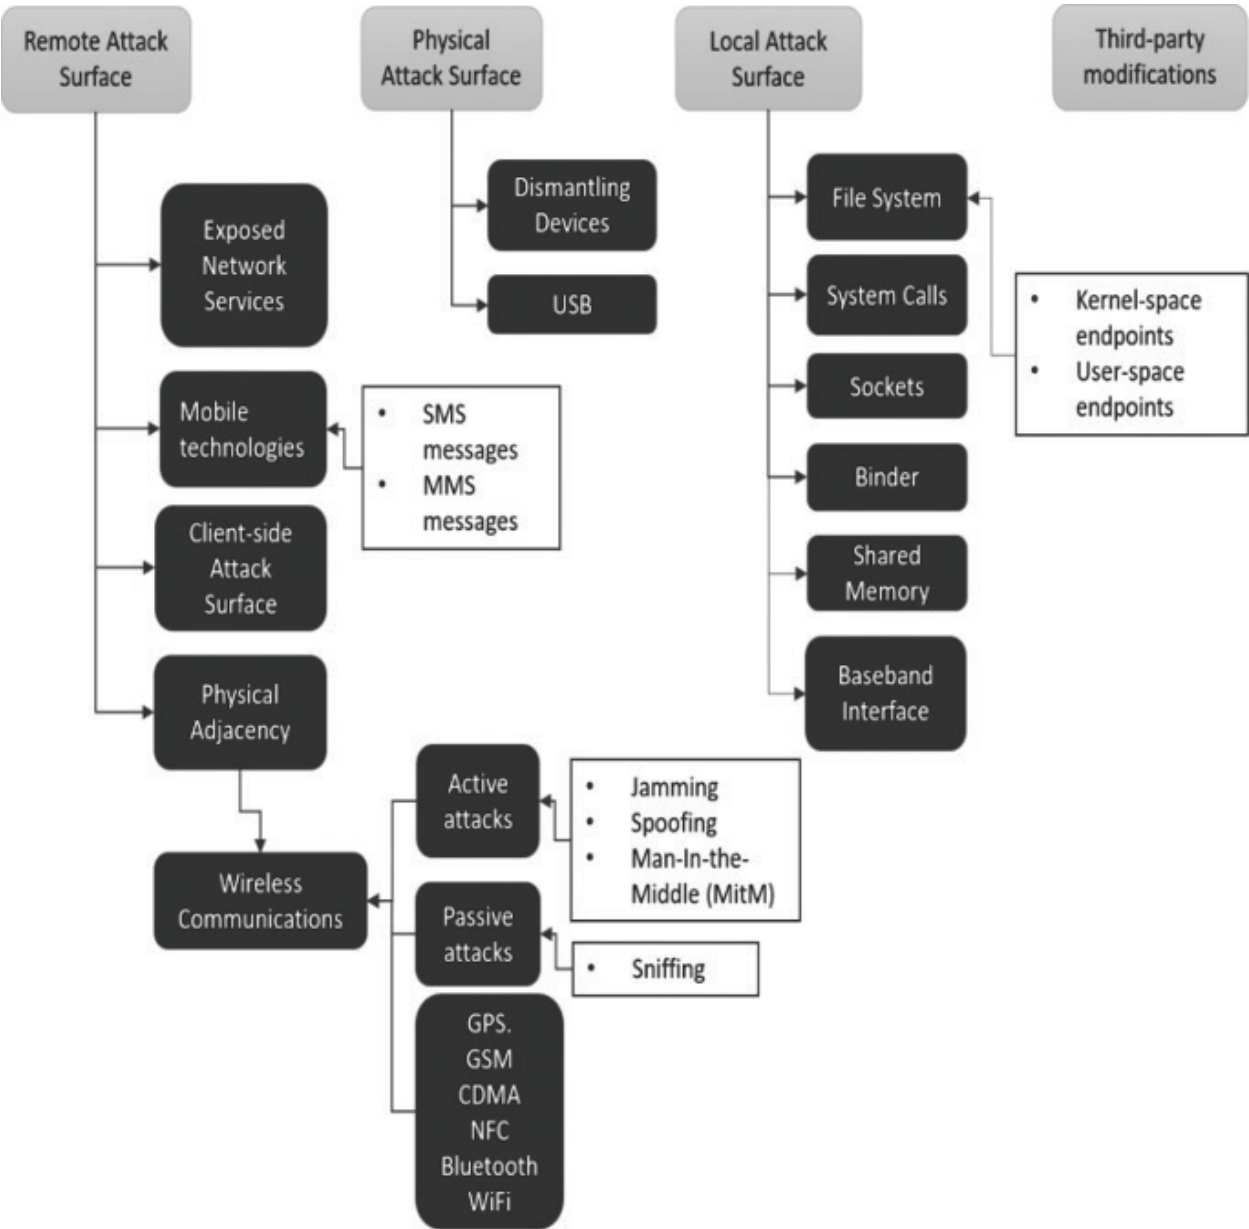 Remote Attack
Surface
Physical
Attack Surface
Local Attack
Surface
Third-party
modifications
Exposed
Network
Services
Mobile
technologies
• SMS
messages
• MMS
messages
Client-side
Attack
Surface
Physical
Adjacency
Wireless
Communications
Active
attacks
• Jamming
• Spoofing
• Man-In-the-
Middle (MitM)
Passive
attacks
• Sniffing
GPS.
GSM
CDMA
NFC
Bluetooth
WiFi
Dismantling
Devices
USB
File System
• Kernel-space
endpoints
• User-space
endpoints
System Calls
Sockets
Binder
Shared
Memory
Baseband
Interface